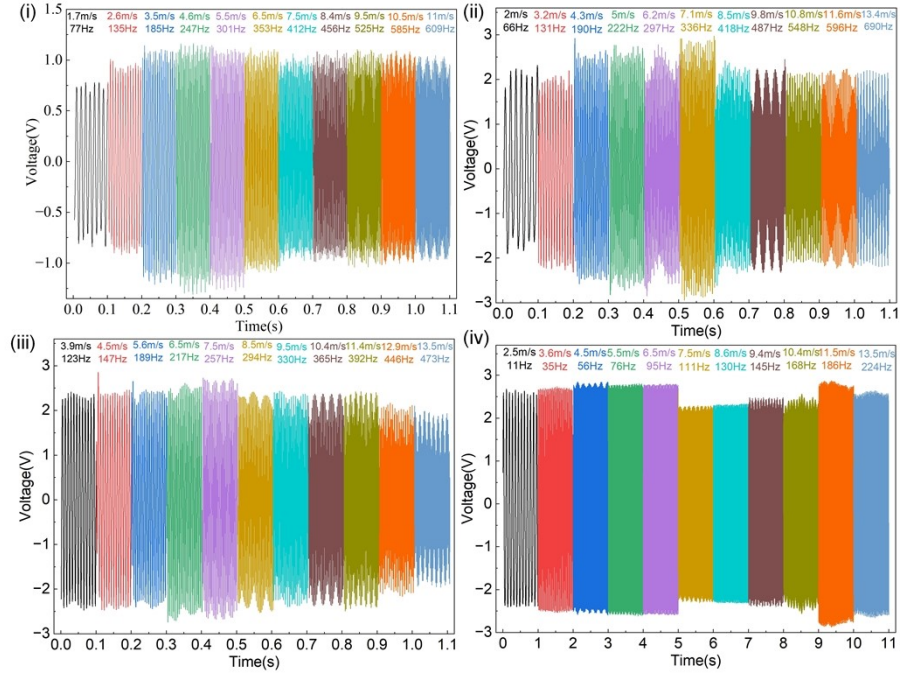 (i)
1.7m/s 2.6m/s 3.5m/s 4.6m/s 5.5m/s 6.5m/s 7.5m/s 8.4m/s 9.5m/s 10.5m/s 11m/s
77Hz 135Hz 185Hz 247Hz 301Hz 353Hz 412Hz 456Hz 525Hz 585Hz 609Hz
Voltage(V)
1.5
1.0
0.5
0.0
−0.5
−1.0
−1.5
0.0 0.1 0.2 0.3 0.4 0.5 0.6 0.7 0.8 0.9 1.0 1.1
Time(s)
(ii)
2m/s 3.2m/s 4.3m/s 5m/s 6.2m/s 7.1m/s 8.5m/s 9.8m/s 10.8m/s 11.6m/s 13.4m/s
66Hz 131Hz 190Hz 222Hz 297Hz 336Hz 418Hz 487Hz 548Hz 596Hz 690Hz
Voltage(V)
3
2
1
0
−1
−2
−3
0.0 0.1 0.2 0.3 0.4 0.5 0.6 0.7 0.8 0.9 1.0 1.1
Time(s)
(iii)
3.9m/s 4.5m/s 5.6m/s 6.5m/s 7.5m/s 8.5m/s 9.5m/s 10.4m/s 11.4m/s 12.9m/s 13.5m/s
123Hz 147Hz 189Hz 217Hz 257Hz 294Hz 330Hz 365Hz 392Hz 446Hz 473Hz
Voltage(V)
3
2
1
0
−1
−2
−3
0.0 0.1 0.2 0.3 0.4 0.5 0.6 0.7 0.8 0.9 1.0 1.1
Time(s)
(iv)
2.5m/s 3.6m/s 4.5m/s 5.5m/s 6.5m/s 7.5m/s 8.6m/s 9.4m/s 10.4m/s 11.5m/s 13.5m/s
11Hz 35Hz 56Hz 76Hz 95Hz 111Hz 130Hz 145Hz 168Hz 186Hz 224Hz
Voltage(V)
3
2
1
0
−1
−2
−3
0 1 2 3 4 5 6 7 8 9 10 11
Time(s)